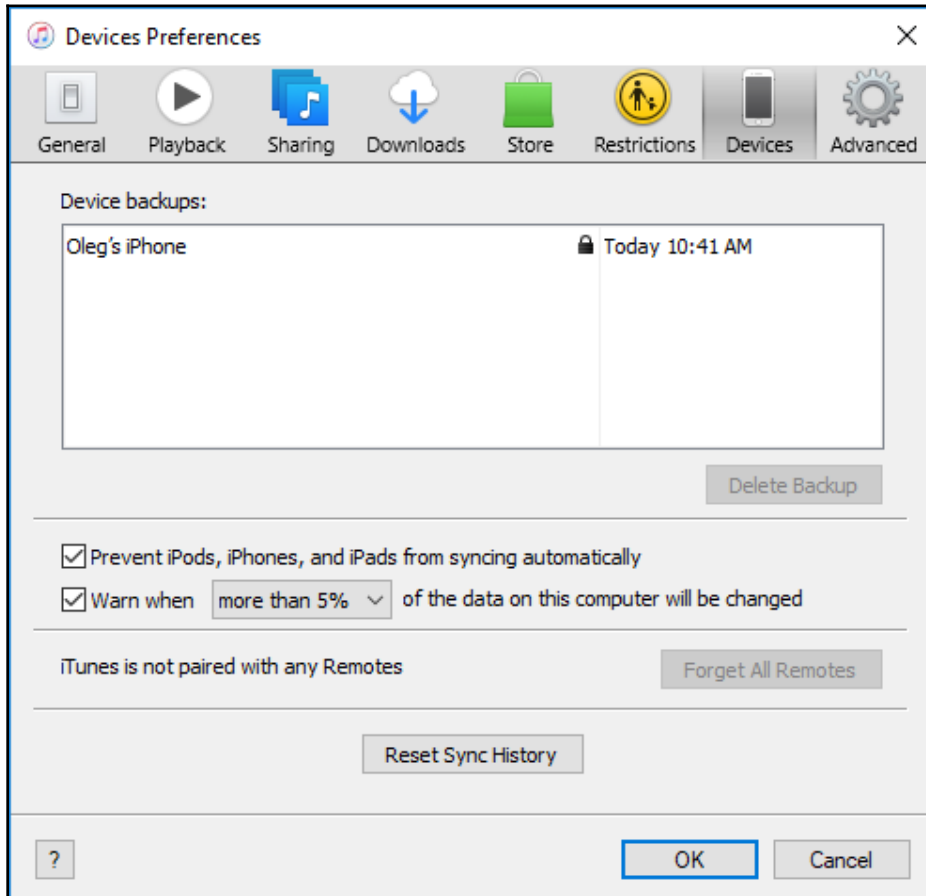 Devices Preferences
General Playback Sharing Downloads Store Restrictions Devices Advanced
Device backups:
Oleg's iPhone Today 10:41 AM
Delete Backup
Prevent iPods, iPhones, and iPads from syncing automatically
Warn when more than 5% of the data on this computer will be changed
iTunes is not paired with any Remotes Forget All Remotes
Reset Sync History
? OK Cancel